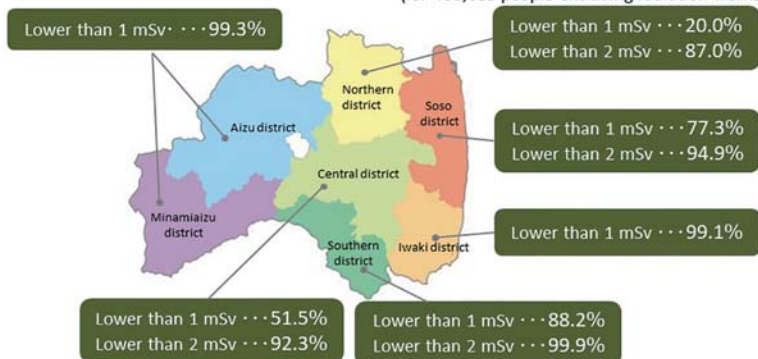 Lower than 1 mSv · · · ·99.3%
Lower than 1 mSv · · ·20.0%
Lower than 2 mSv · · ·87.0%
Northern
district
Soso
district
Aizu district
Lower than 1 mSv · · ·77.3%
Lower than 2 mSv · · ·94.9%
Central district
Minamiaizu
district
Southern
district
Iwaki district
Lower than 1 mSv · · ·99.1%
Lower than 1 mSv · · ·51.5%
Lower than 2 mSv · · ·92.3%
Lower than 1 mSv · · ·88.2%
Lower than 2 mSv · · ·99.9%